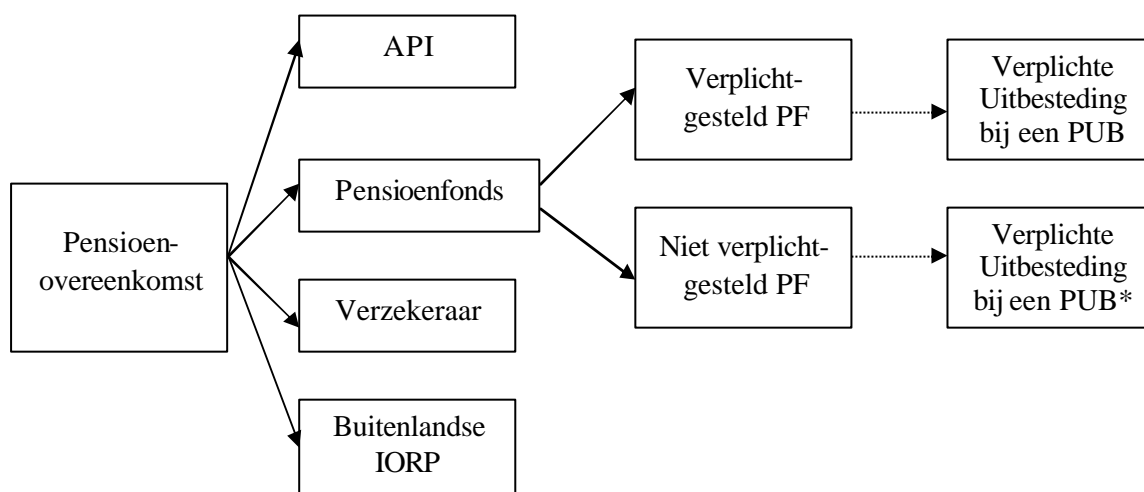 API
Verplicht-
gesteld PF
Verplichte
Uitbesteding
bij een PUB
Pensioen-
overeenkomst
Pensioenfonds
Niet verplicht-
gesteld PF
Verplichte
Uitbesteding
bij een PUB*
Verzekeraar
Buitenlandse
IORP